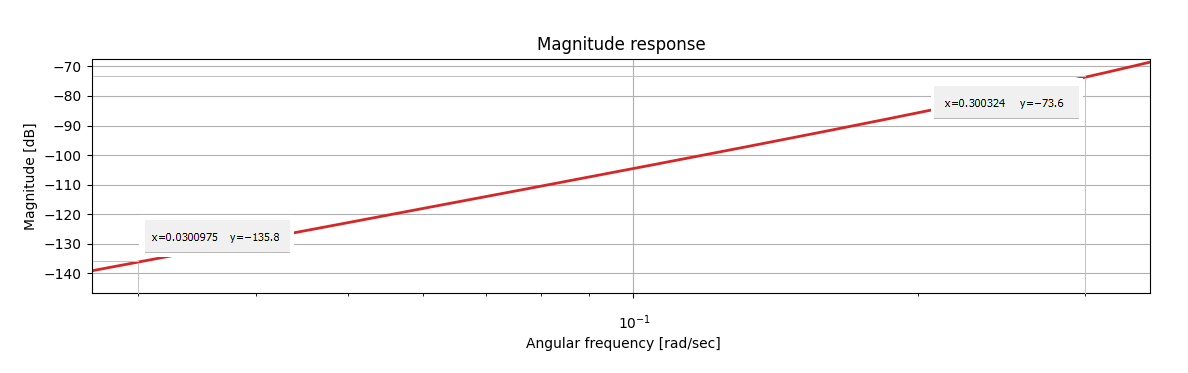 Magnitude response
Magnitude [dB]
−70
−80
−90
−100
−110
−120
−130
−140
x=0.300324 y=−73.6
x=0.0300975 y=−135.8
10⁻¹
Angular frequency [rad/sec]